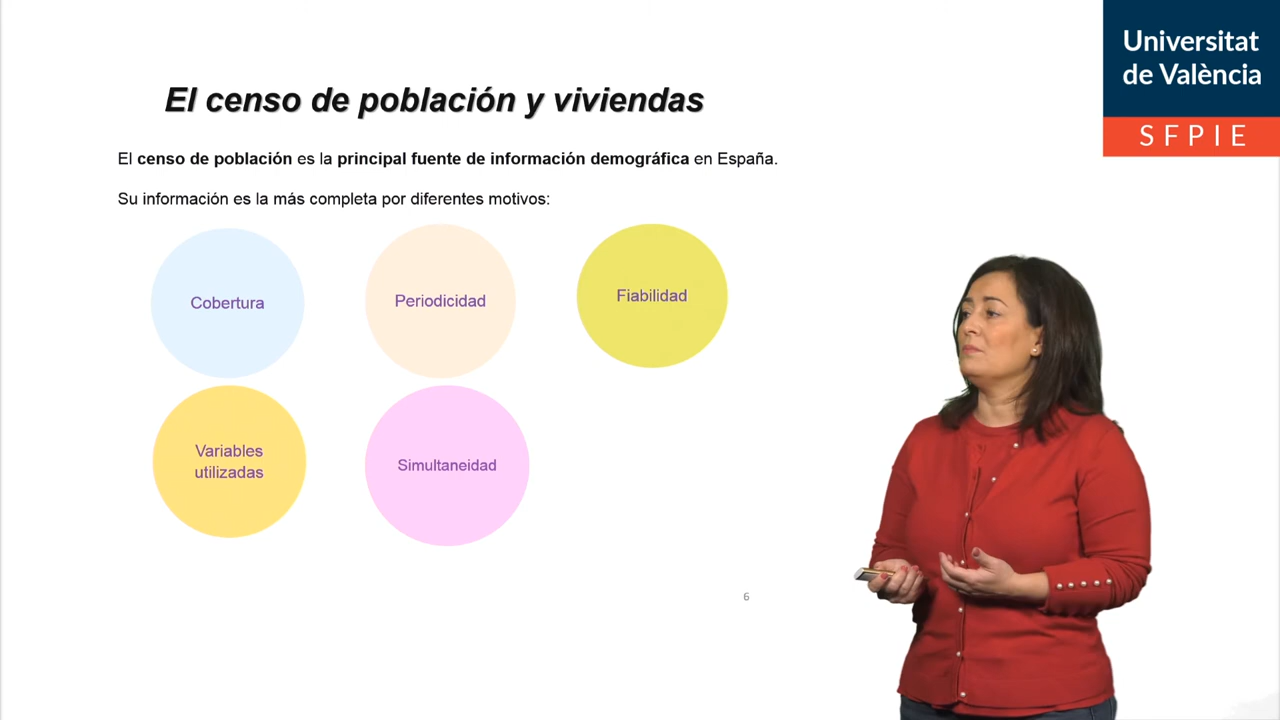 Universitat
de València
SFPIE
El censo de población y viviendas
El censo de población es la principal fuente de información demográfica en España.
Su información es la más completa por diferentes motivos:
Cobertura
Periodicidad
Fiabilidad
Variables
utilizadas
Simultaneidad
6